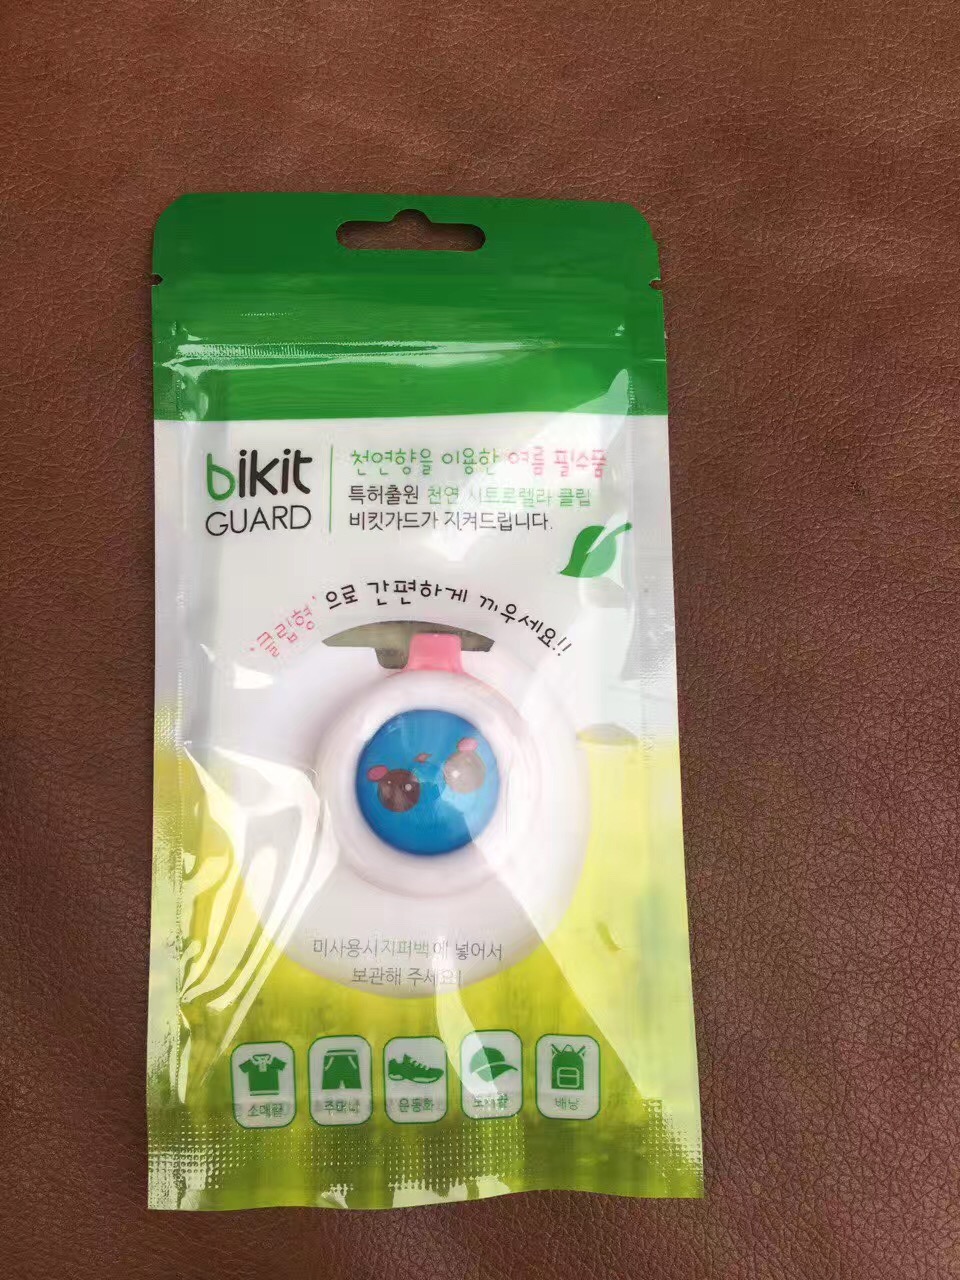 bikit
GUARD
천연향을 이용한 여름 필수품
특허출원 천연 시트로렐라 클립
비킷가드가 지켜드립니다.
'클립형'으로 간편하게 끼우세요!!
미사용시 지퍼백에 넣어서
보관해 주세요!
소매끝
주머니
운동화
모자끝
배낭